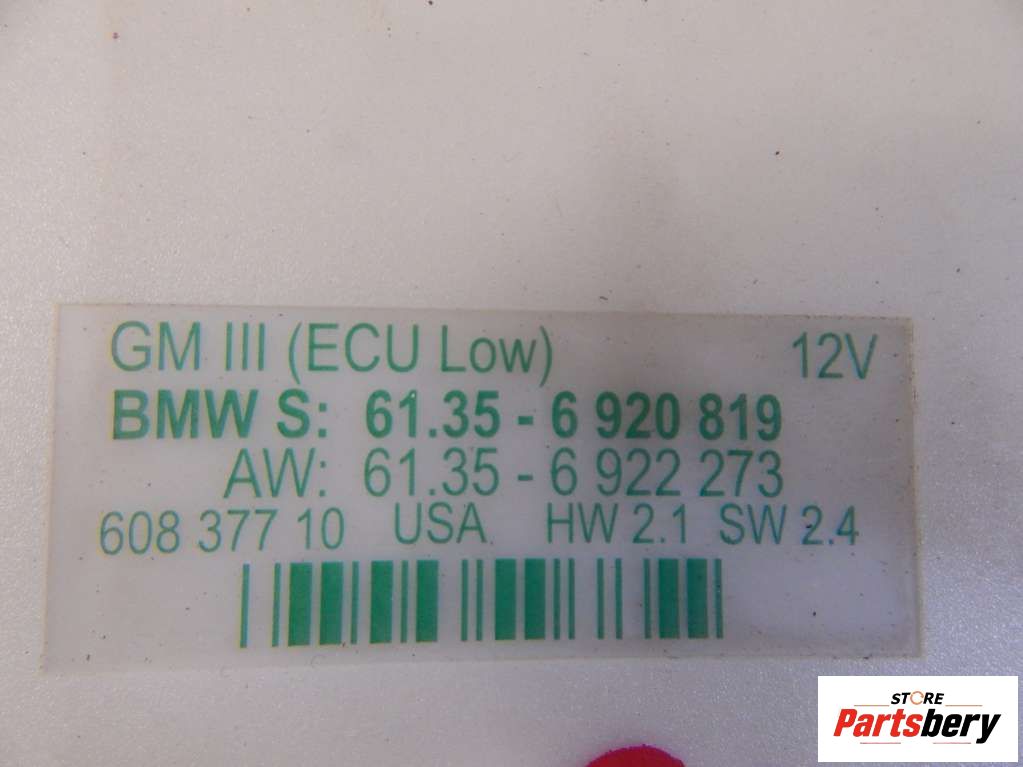 GM III (ECU Low) 12V
BMW S: 61.35 - 6 920 819
AW: 61.35 - 6 922 273
608 377 10 USA HW 2.1 SW 2.4
STORE
Partsbery